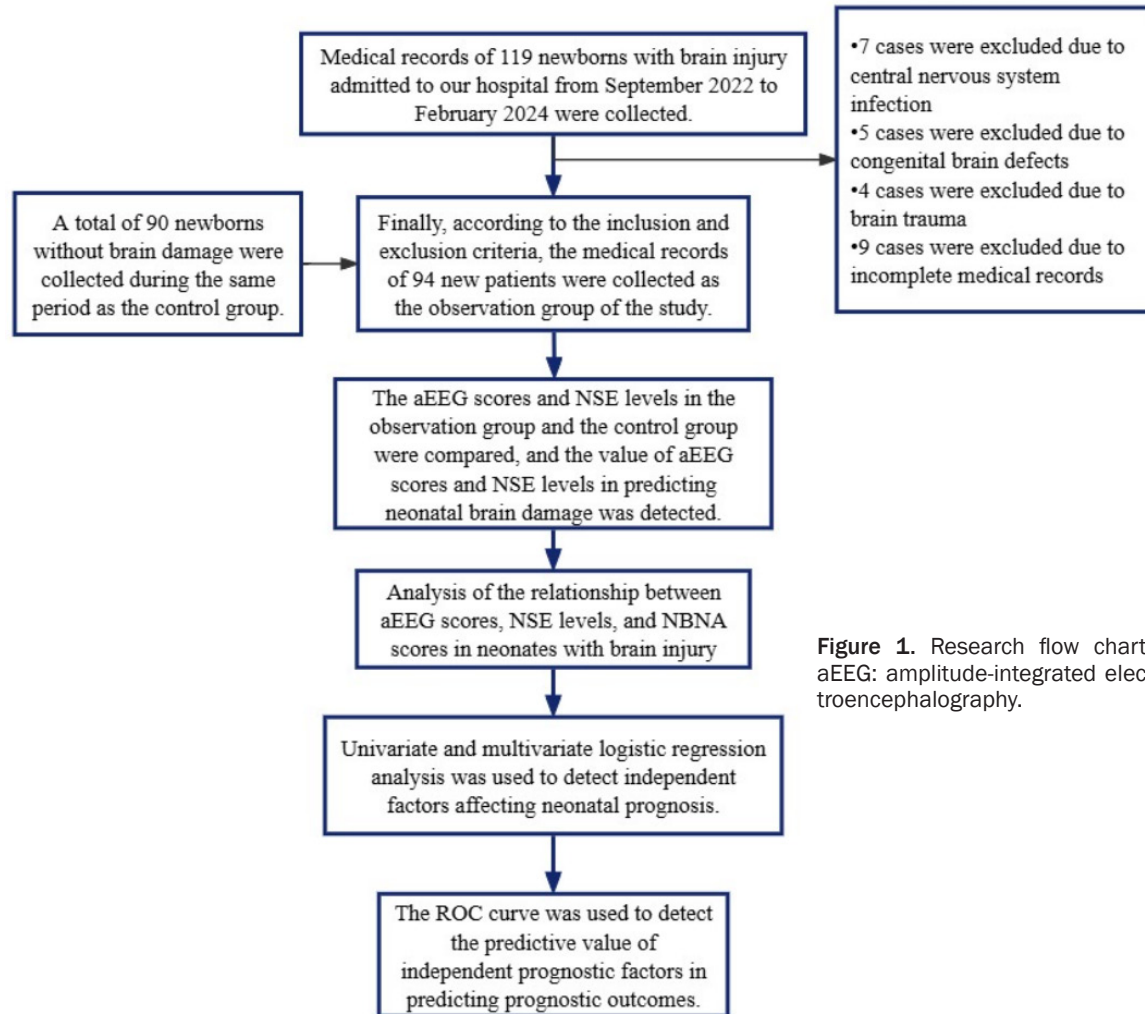 Medical records of 119 newborns with brain injury
admitted to our hospital from September 2022 to
February 2024 were collected.
•7 cases were excluded due to
central nervous system
infection
•5 cases were excluded due to
congenital brain defects
•4 cases were excluded due to
brain trauma
•9 cases were excluded due to
incomplete medical records
A total of 90 newborns
without brain damage were
collected during the same
period as the control group.
Finally, according to the inclusion and
exclusion criteria, the medical records
of 94 new patients were collected as
the observation group of the study.
The aEEG scores and NSE levels in the
observation group and the control group
were compared, and the value of aEEG
scores and NSE levels in predicting
neonatal brain damage was detected.
Analysis of the relationship between
aEEG scores, NSE levels, and NBNA
scores in neonates with brain injury
Figure 1. Research flow chart
aEEG: amplitude-integrated elec
troencephalography.
Univariate and multivariate logistic regression
analysis was used to detect independent
factors affecting neonatal prognosis.
The ROC curve was used to detect
the predictive value of
independent prognostic factors in
predicting prognostic outcomes.